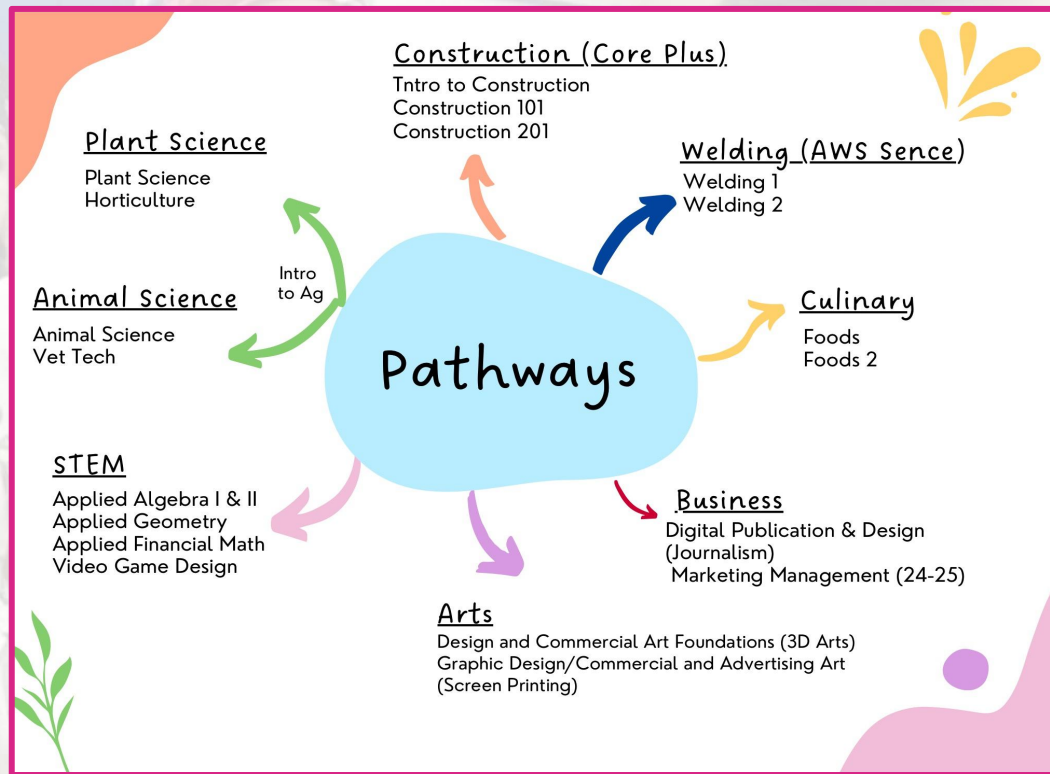 Construction (Core Plus)
Tntro to Construction
Construction 101
Construction 201
Plant Science
Plant Science
Horticulture
Welding (AWS Sence)
Welding 1
Welding 2
Intro
to Ag
Animal Science
Animal Science
Vet Tech
Culinary
Foods
Foods 2
Pathways
STEM
Applied Algebra I & II
Applied Geometry
Applied Financial Math
Video Game Design
Business
Digital Publication & Design
(Journalism)
Marketing Management (24-25)
Arts
Design and Commercial Art Foundations (3D Arts)
Graphic Design/Commercial and Advertising Art
(Screen Printing)